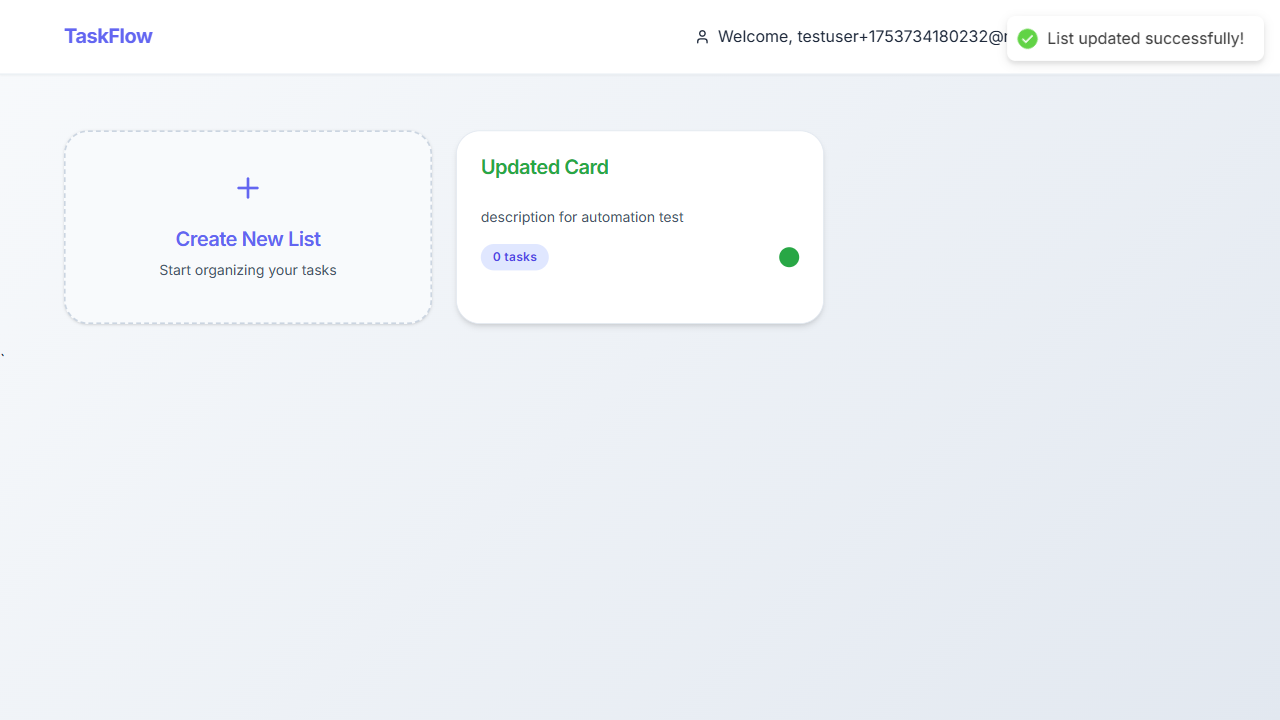 TaskFlow
Welcome, testuser+1753734180232@
List updated successfully!
Create New List
Start organizing your tasks
Updated Card
description for automation test
0 tasks
`